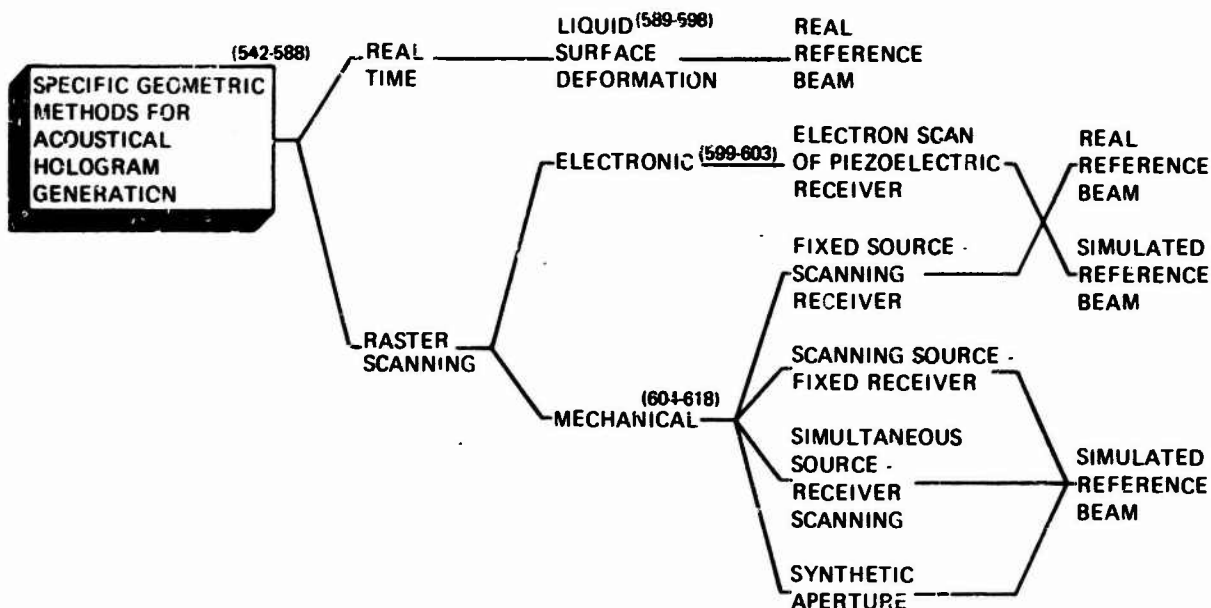 (542-588)
SPECIFIC GEOMETRIC
METHODS FOR
ACOUSTICAL
HOLOGRAM
GENERATION
REAL
TIME
LIQUID (589-598)
SURFACE
DEFORMATION
REAL
REFERENCE
BEAM
RASTER
SCANNING
ELECTRONIC (599-603)
ELECTRON SCAN
OF PIEZOELECTRIC
RECEIVER
REAL
REFERENCE
BEAM
FIXED SOURCE -
SCANNING
RECEIVER
SIMULATED
REFERENCE
BEAM
(604-618)
MECHANICAL
SCANNING SOURCE -
FIXED RECEIVER
SIMULTANEOUS
SOURCE -
RECEIVER
SCANNING
SYNTHETIC
APERTURE
SIMULATED
REFERENCE
BEAM